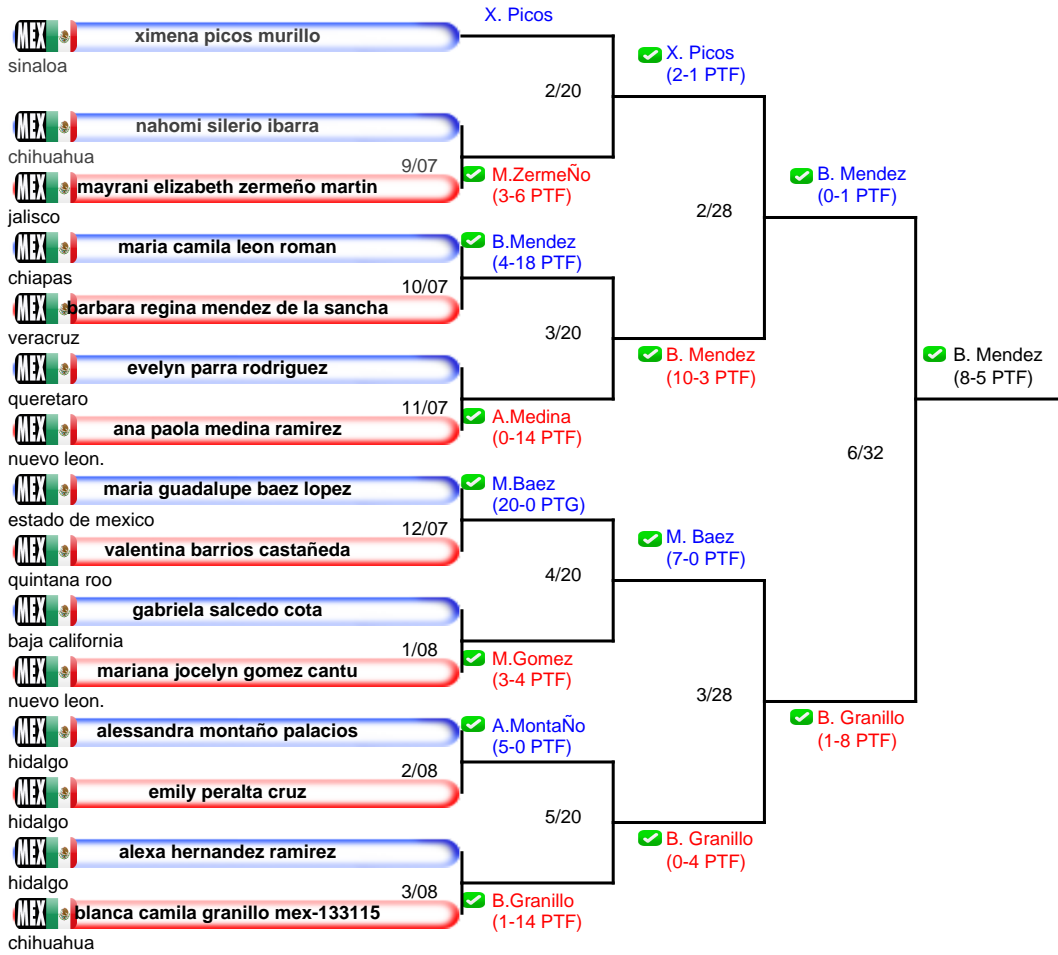 X. Picos
MEX ximena picos murillo
sinaloa
X. Picos
(2-1 PTF)
2/20
MEX nahomi silerio ibarra
chihuahua
9/07
MEX mayrani elizabeth zermeño martin
jalisco
M.ZermeÑo
(3-6 PTF)
B. Mendez
(0-1 PTF)
2/28
MEX maria camila leon roman
chiapas
B.Mendez
(4-18 PTF)
10/07
MEX barbara regina mendez de la sancha
veracruz
3/20
MEX evelyn parra rodriguez
queretaro
B. Mendez
(10-3 PTF)
B. Mendez
(8-5 PTF)
11/07
MEX ana paola medina ramirez
nuevo leon.
A.Medina
(0-14 PTF)
6/32
MEX maria guadalupe baez lopez
estado de mexico
M.Baez
(20-0 PTG)
12/07
MEX valentina barrios castañeda
quintana roo
M. Baez
(7-0 PTF)
4/20
MEX gabriela salcedo cota
baja california
1/08
MEX mariana jocelyn gomez cantu
nuevo leon.
M.Gomez
(3-4 PTF)
3/28
MEX alessandra montaño palacios
hidalgo
A.MontaÑo
(5-0 PTF)
B. Granillo
(1-8 PTF)
2/08
MEX emily peralta cruz
hidalgo
5/20
MEX alexa hernandez ramirez
hidalgo
B. Granillo
(0-4 PTF)
3/08
MEX blanca camila granillo mex-133115
chihuahua
B.Granillo
(1-14 PTF)